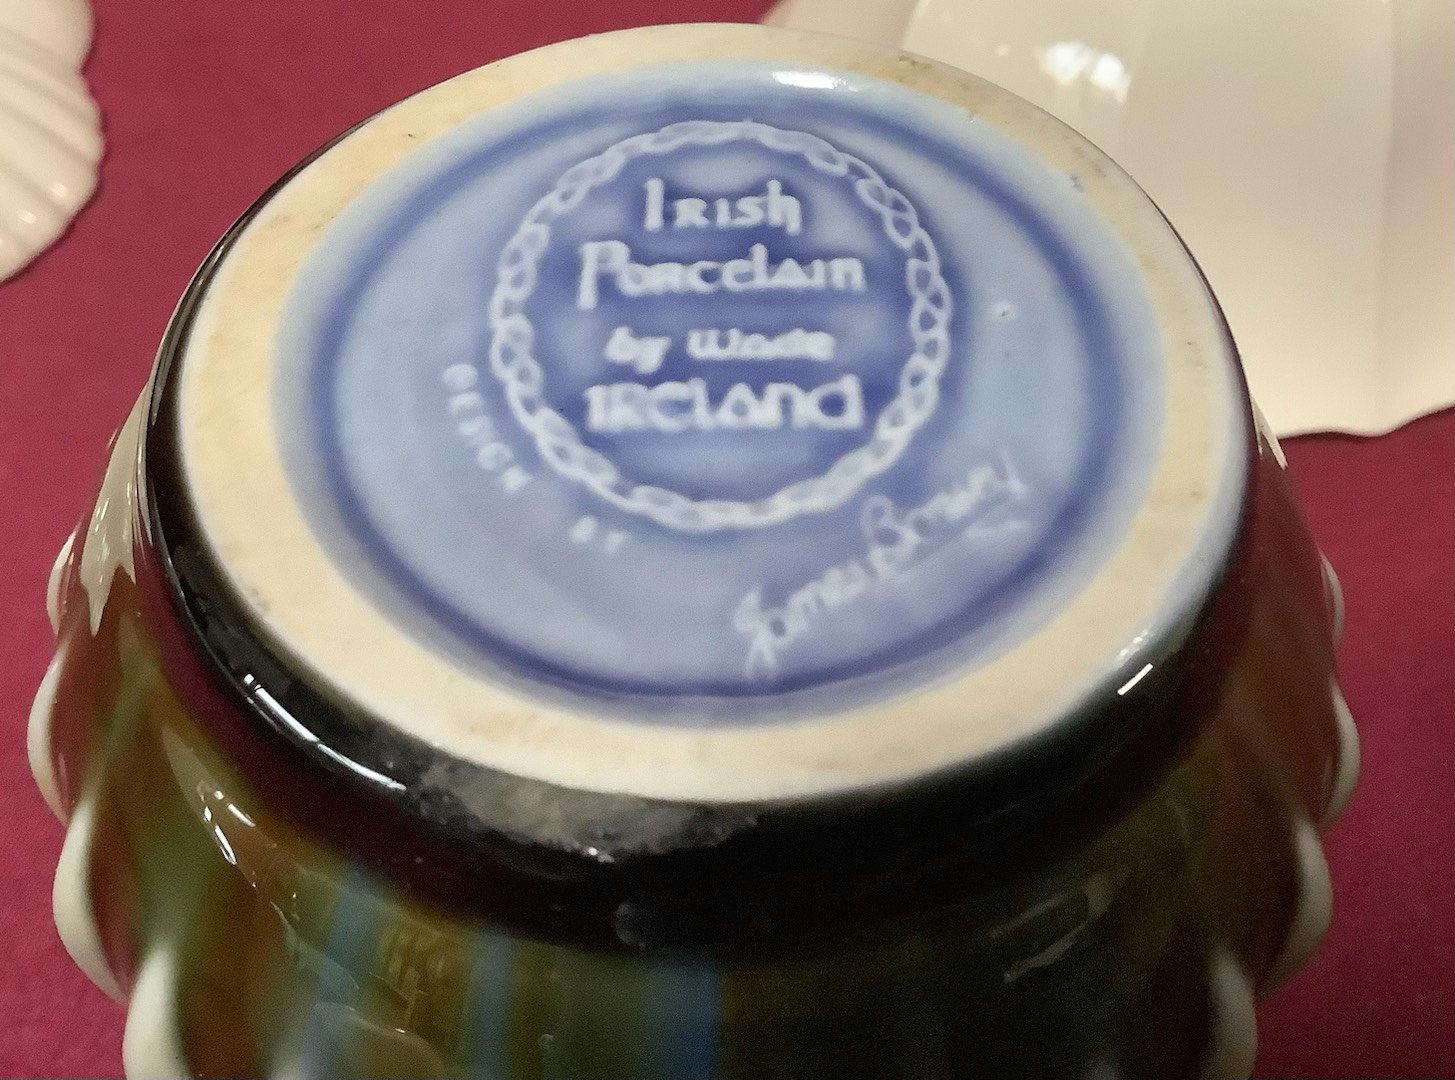 Irish
Porcelain
by Wade
IRELAND
DESIGN BY
James Borsey